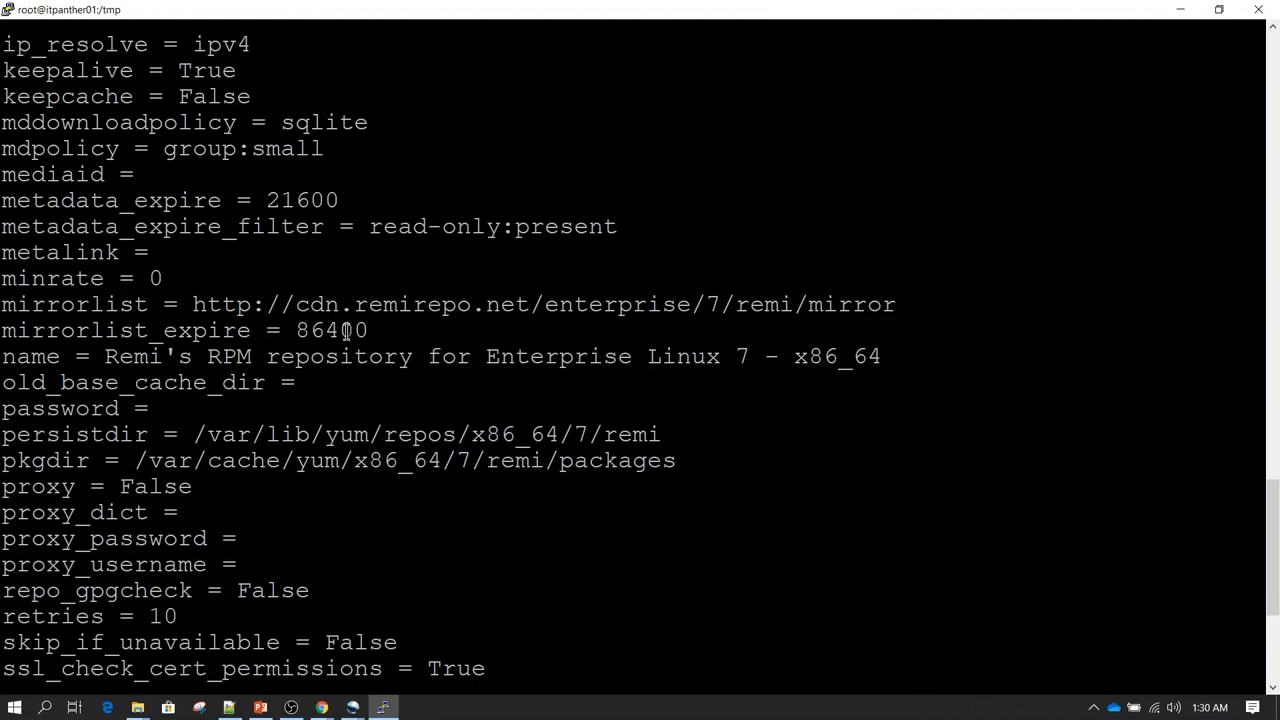 root@itpanther01:/tmp
ip_resolve = ipv4
keepalive = True
keepcache = False
mddownloadpolicy = sqlite
mdpolicy = group:small
mediaid =
metadata_expire = 21600
metadata_expire_filter = read-only:present
metalink =
minrate = 0
mirrorlist = http://cdn.remirepo.net/enterprise/7/remi/mirror
mirrorlist_expire = 86400
name = Remi's RPM repository for Enterprise Linux 7 - x86_64
old_base_cache_dir =
password =
persistdir = /var/lib/yum/repos/x86_64/7/remi
pkgdir = /var/cache/yum/x86_64/7/remi/packages
proxy = False
proxy_dict =
proxy_password =
proxy_username =
repo_gpgcheck = False
retries = 10
skip_if_unavailable = False
ssl_check_cert_permissions = True
1:30 AM